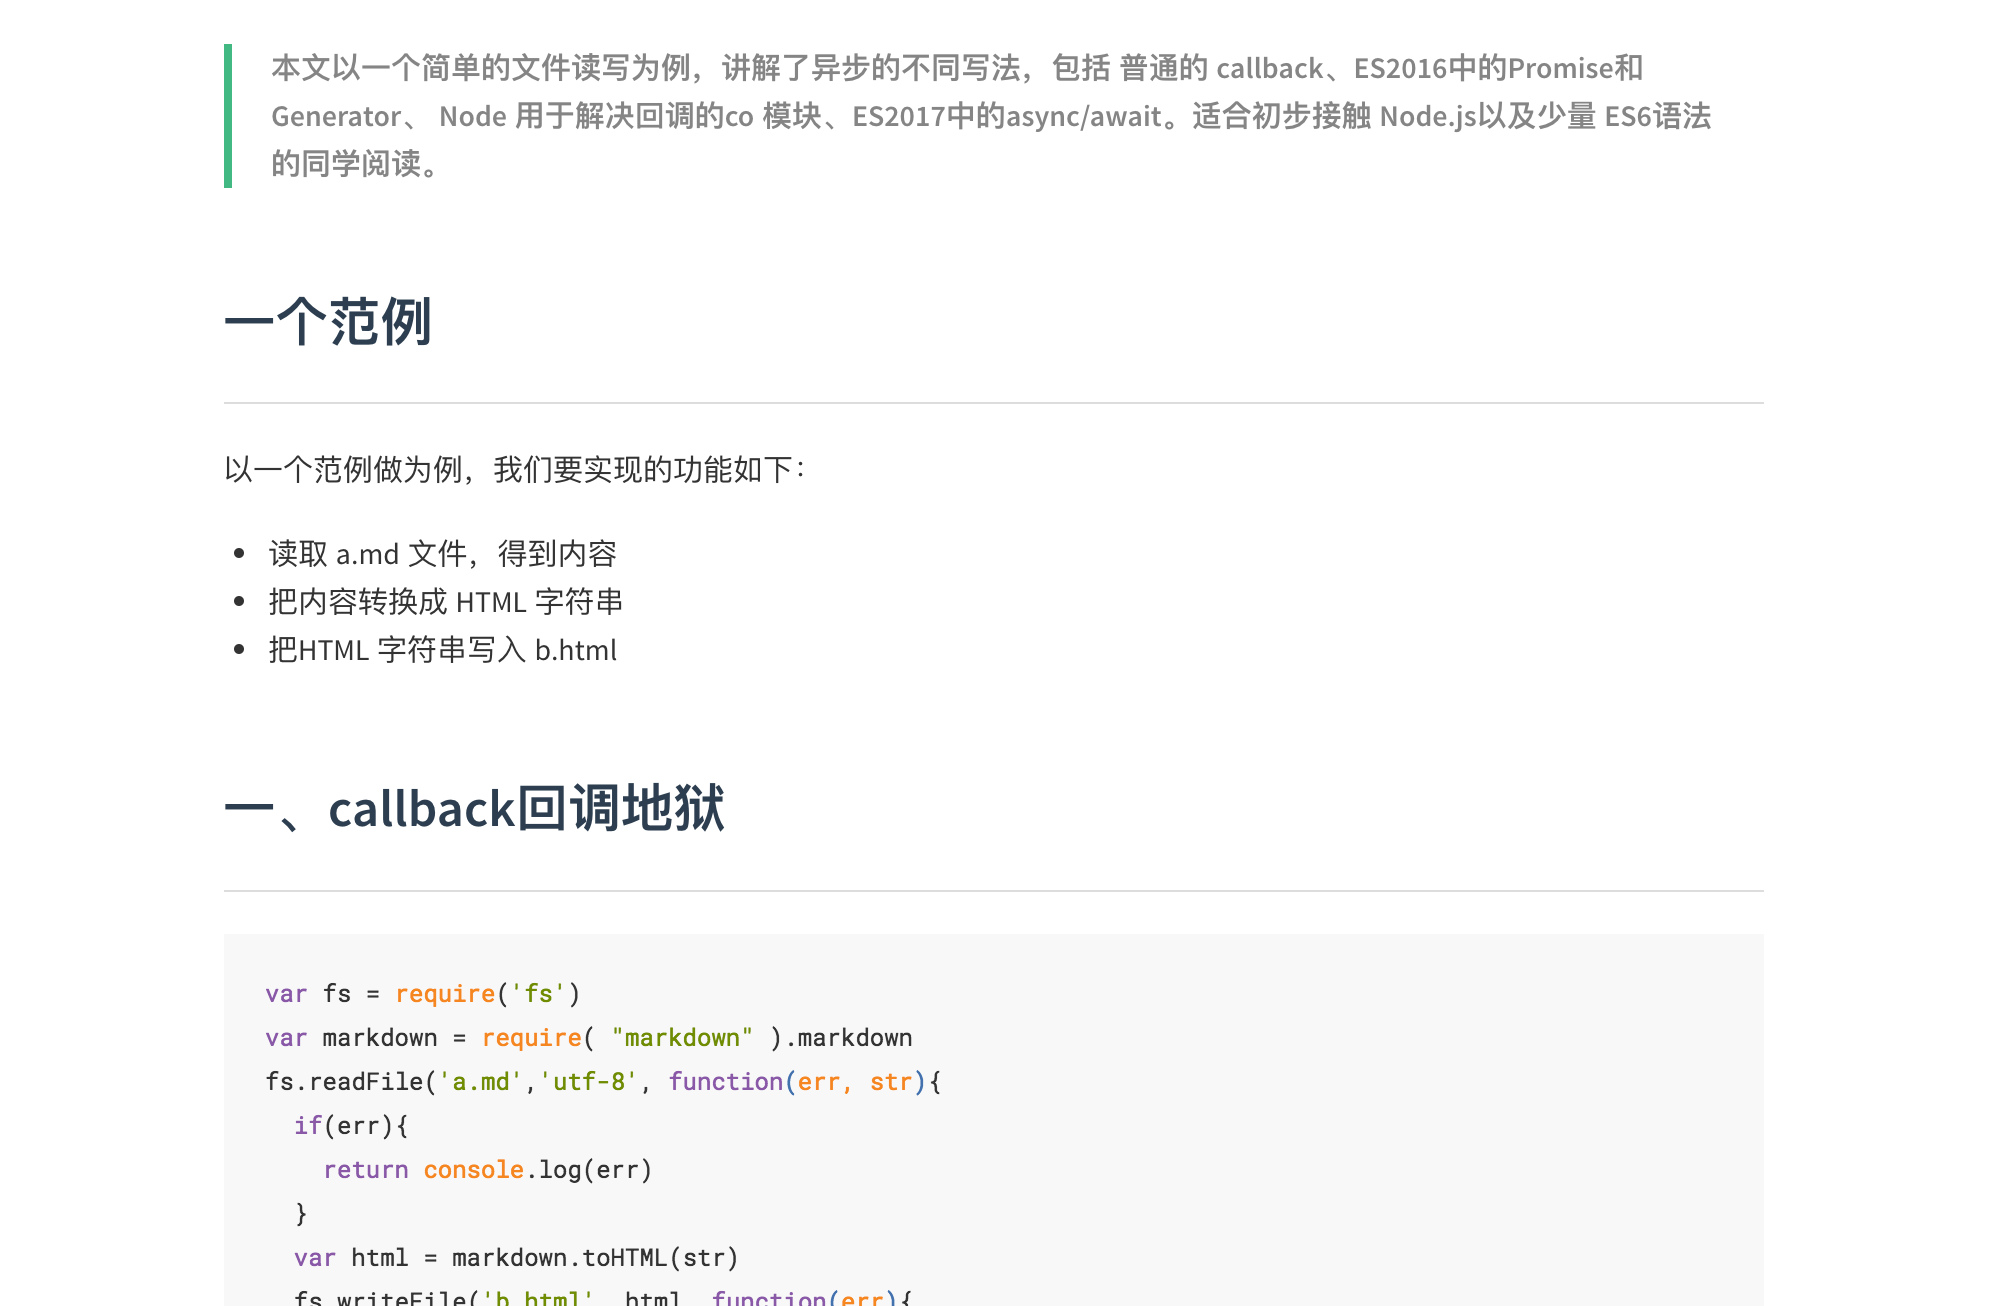 本文以一个简单的文件读写为例，讲解了异步的不同写法，包括 普通的 callback、ES2016中的Promise和
Generator、 Node 用于解决回调的co 模块、ES2017中的async/await。适合初步接触 Node.js以及少量 ES6语法
的同学阅读。
一个范例
以一个范例做为例，我们要实现的功能如下：
读取 a.md 文件，得到内容
把内容转换成 HTML 字符串
把HTML 字符串写入 b.html
一、callback回调地狱
var fs = require('fs')
var markdown = require( "markdown" ).markdown
fs.readFile('a.md','utf-8', function(err, str){
  if(err){
    return console.log(err)
  }
  var html = markdown.toHTML(str)
  fs.writeFile('b.html', html, function(err){